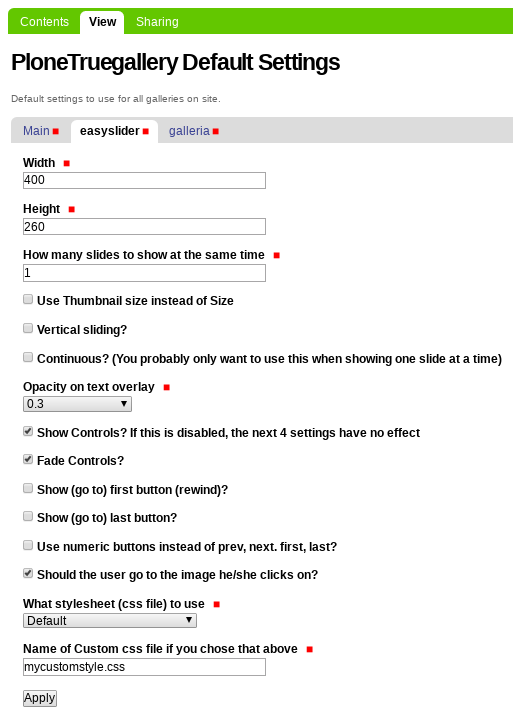 Contents View Sharing
PloneTruegallery Default Settings
Default settings to use for all galleries on site.
Main easyslider galleria
Width
400
Height
260
How many slides to show at the same time
1
Use Thumbnail size instead of Size
Vertical sliding?
Continuous? (You probably only want to use this when showing one slide at a time)
Opacity on text overlay
0.3
Show Controls? If this is disabled, the next 4 settings have no effect
Fade Controls?
Show (go to) first button (rewind)?
Show (go to) last button?
Use numeric buttons instead of prev, next. first, last?
Should the user go to the image he/she clicks on?
What stylesheet (css file) to use
Default
Name of Custom css file if you chose that above
mycustomstyle.css
Apply